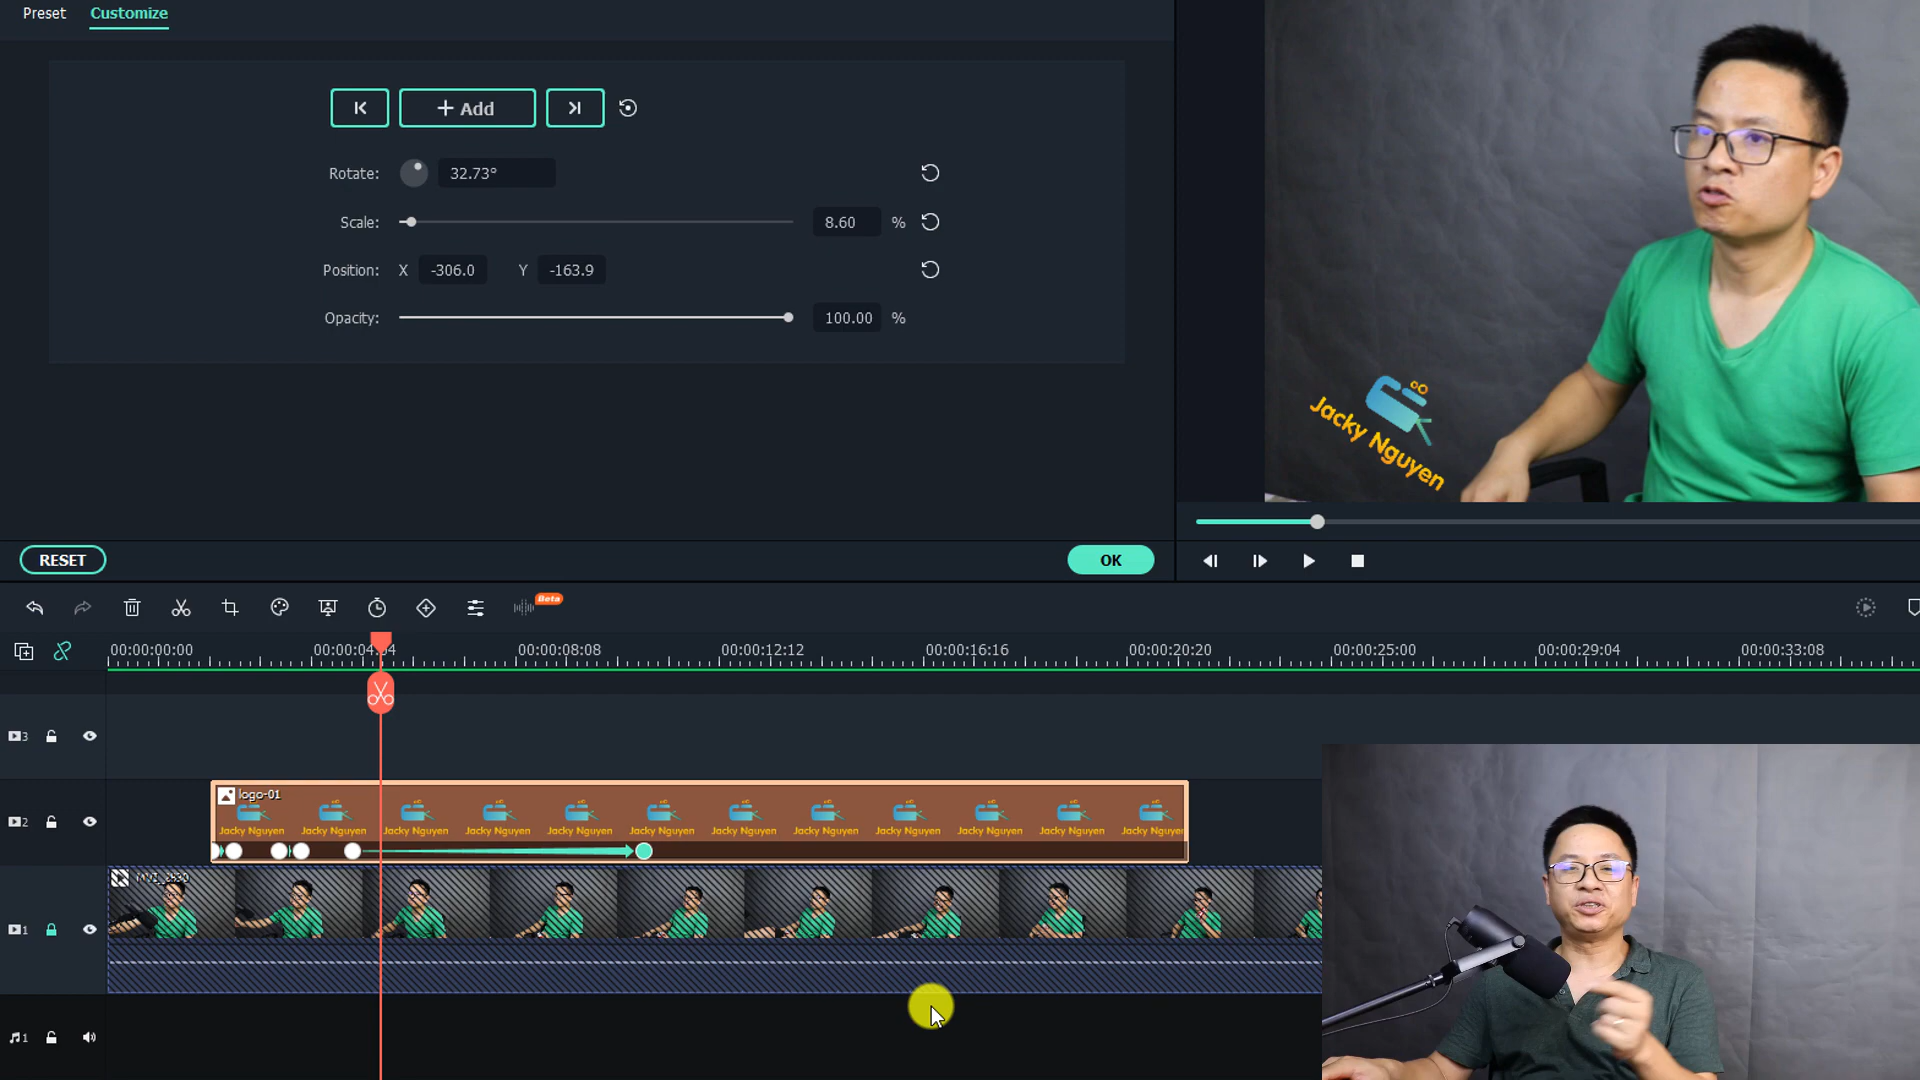 Preset Customize
+ Add
Rotate: 32.73°
Scale: 8.60 %
Position: X -306.0 Y -163.9
Opacity: 100.00 %
Jacky Nguyen
RESET OK
Beta
00:00:00:00 00:00:04:04 00:00:08:08 00:00:12:12 00:00:16:16 00:00:20:20 00:00:25:00 00:00:29:04 00:00:33:08
3
2
logo-01
Jacky Nguyen Jacky Nguyen Jacky Nguyen Jacky Nguyen Jacky Nguyen Jacky Nguyen Jacky Nguyen Jacky Nguyen Jacky Nguyen Jacky Nguyen Jacky Nguyen Jacky Nguyen
1
1